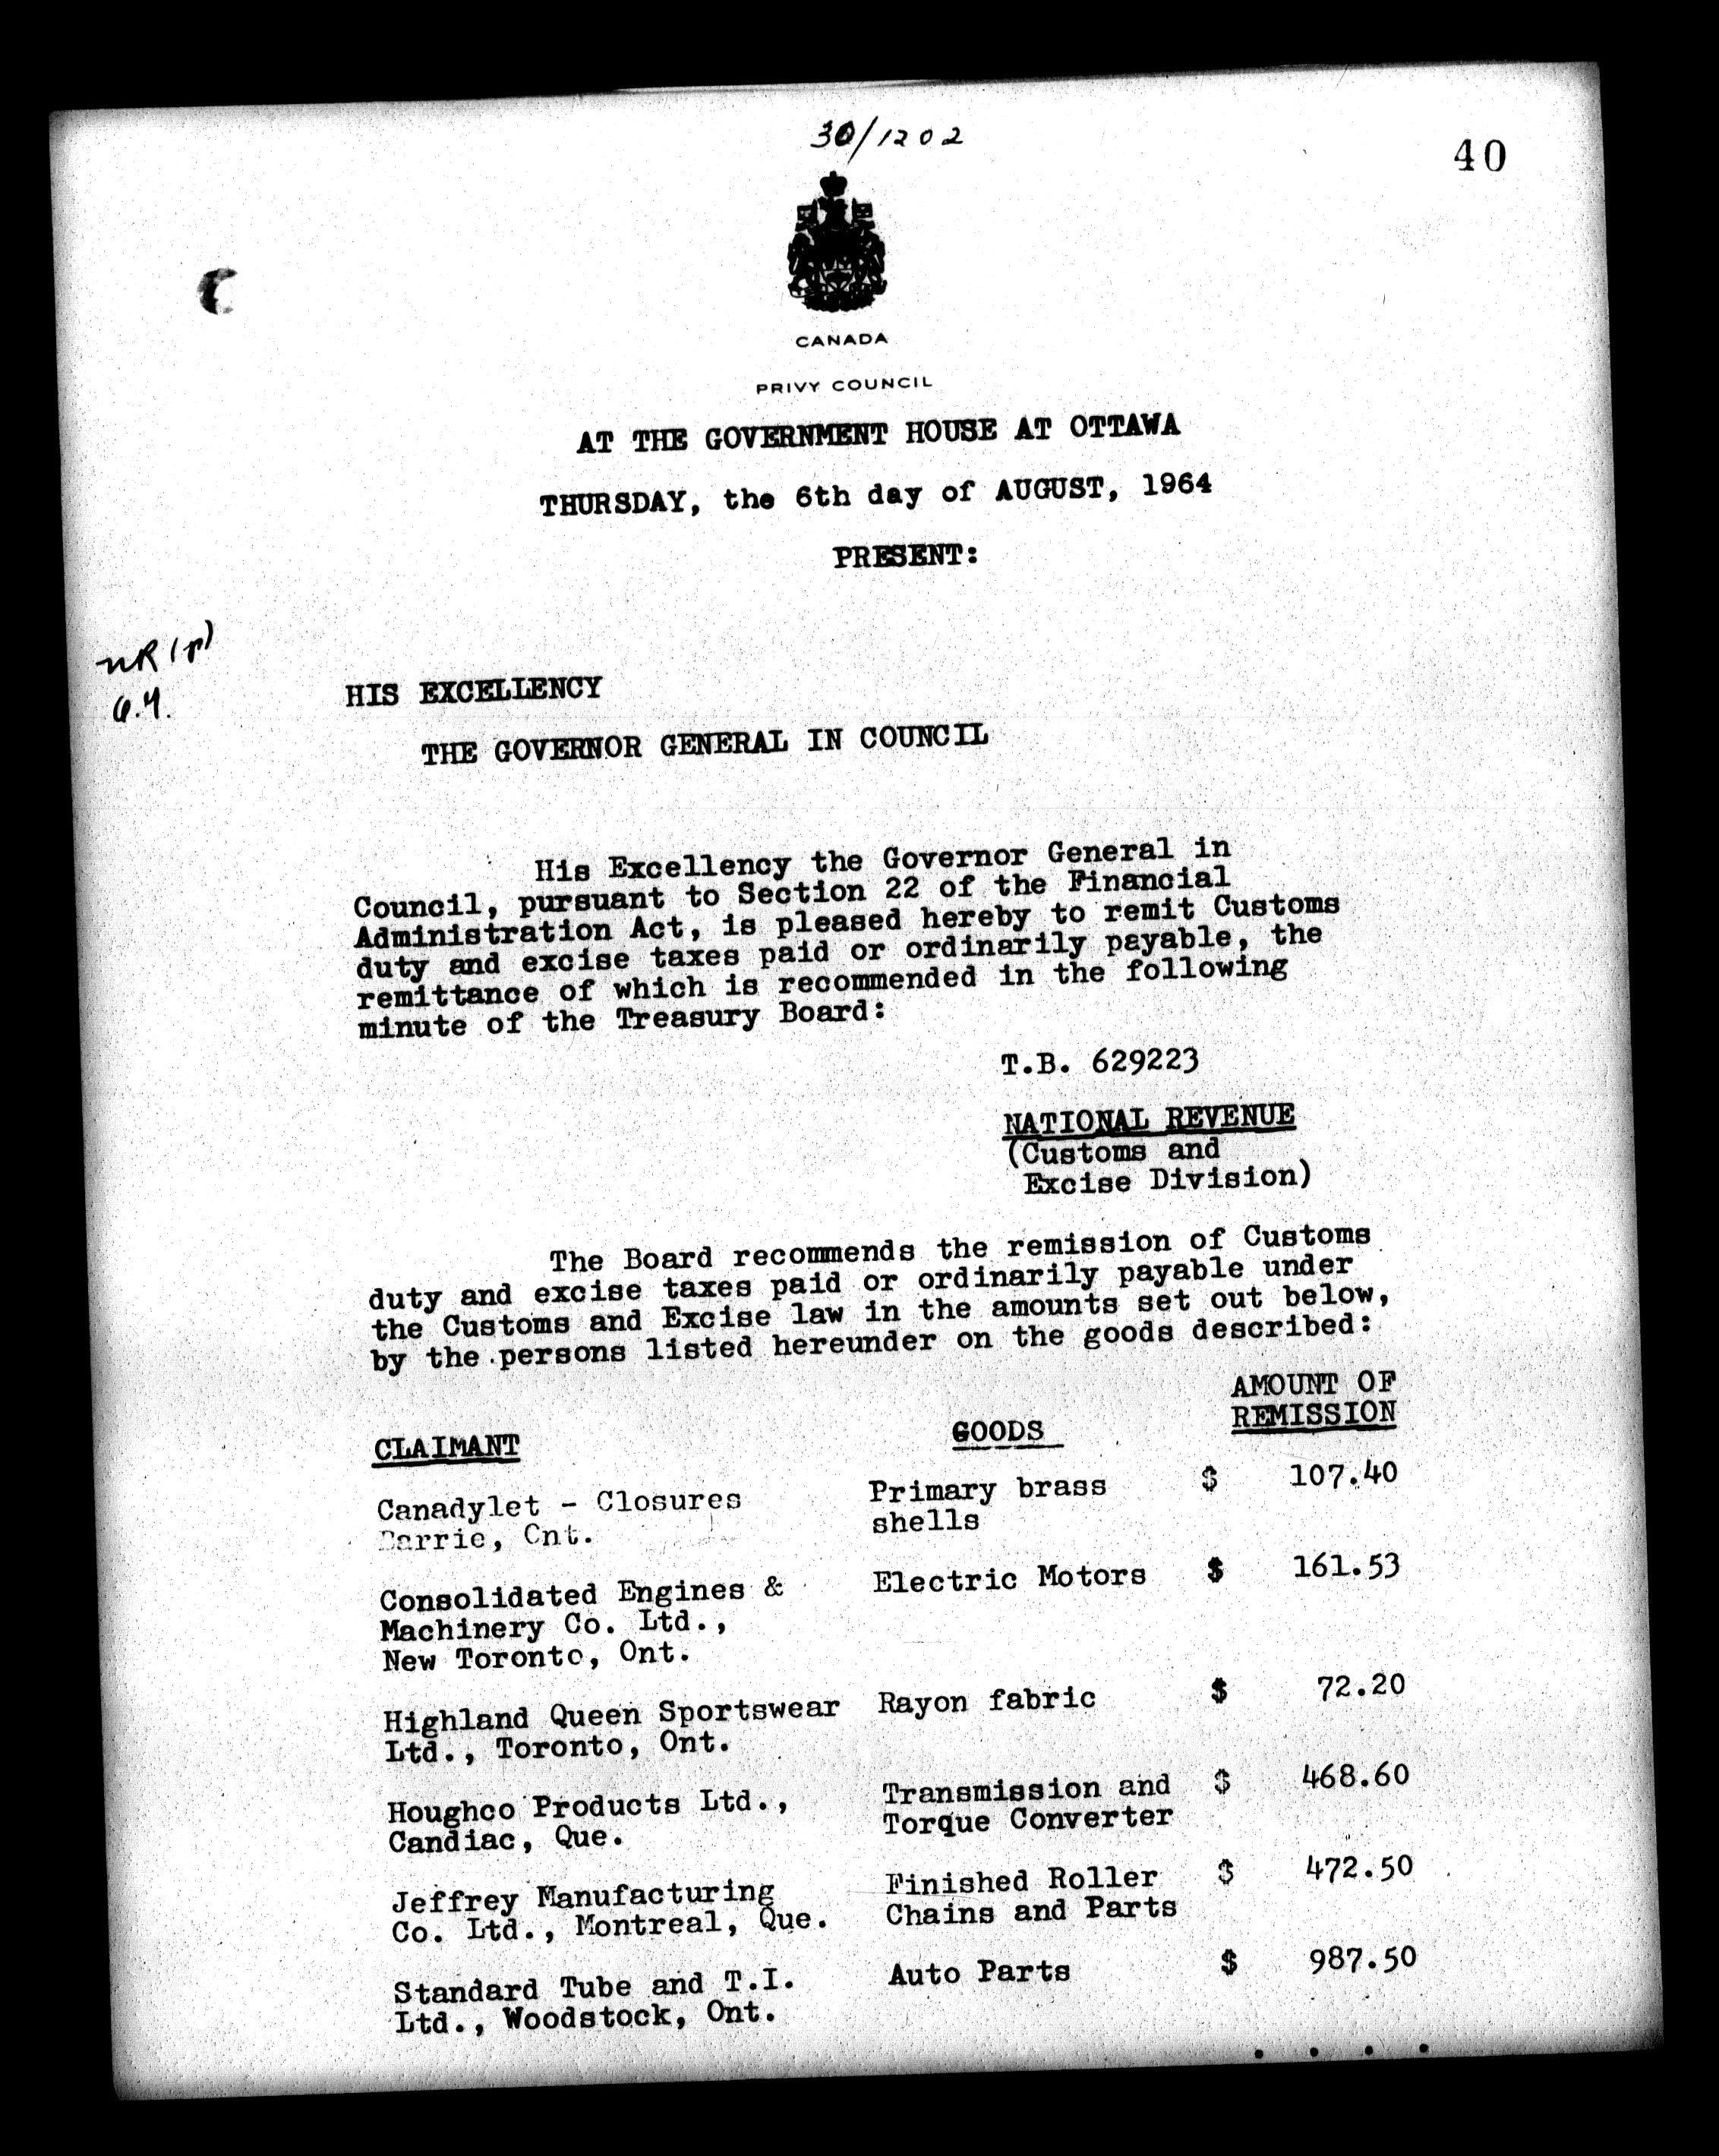 30/1202
40
CANADA
PRIVY COUNCIL
AT THE GOVERNMENT HOUSE AT OTTAWA
THURSDAY, the 6th day of AUGUST, 1964
PRESENT:
NR (P)
HIS EXCELLENCY
THE GOVERNOR GENERAL IN COUNCIL
His Excellency the Governor General in
Council, pursuant to Section 22 of the Financial
Administration Act, is pleased hereby to remit Customs
duty and excise taxes paid or ordinarily payable, the
remittance of which is recommended in the following
minute of the Treasury Board:
T.B. 629223
NATIONAL REVENUE
(Customs and
Excise Division)
The Board recommends the remission of Customs
duty and excise taxes paid or ordinarily payable under
the Customs and Excise law in the amounts set out below,
by the persons listed hereunder on the goods described:
AMOUNT OF
CLAIMANT GOODS REMISSION
Canadylet - Closures Primary brass $ 107.40
Barrie, Ont. shells
Consolidated Engines & Electric Motors $ 161.53
Machinery Co. Ltd.,
New Toronto, Ont.
Highland Queen Sportswear Rayon fabric $ 72.20
Ltd., Toronto, Ont.
Houghco Products Ltd., Transmission and $ 468.60
Candiac, Que. Torque Converter
Jeffrey Manufacturing Finished Roller $ 472.50
Co. Ltd., Montreal, Que. Chains and Parts
Standard Tube and T.I. Auto Parts $ 987.50
Ltd., Woodstock, Ont.
. . . .